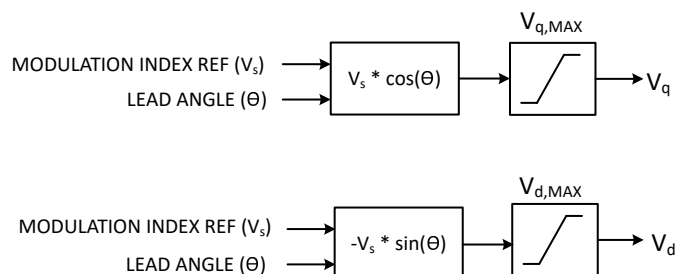 V_q,MAX
MODULATION INDEX REF (V_s)
V_s * cos(Θ)
LEAD ANGLE (Θ)
V_q
V_d,MAX
MODULATION INDEX REF (V_s)
-V_s * sin(Θ)
LEAD ANGLE (Θ)
V_d